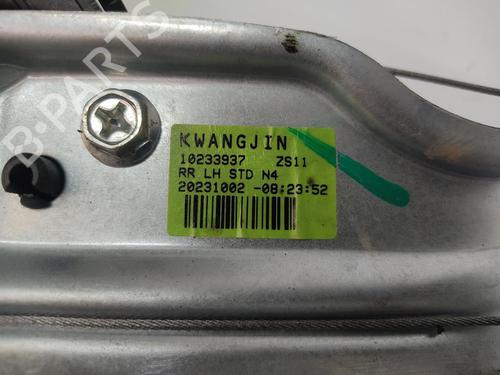 B-PARTS
KWANGJIN
10233937 ZS11
RR LH STD N4
20231002 -08:23:52